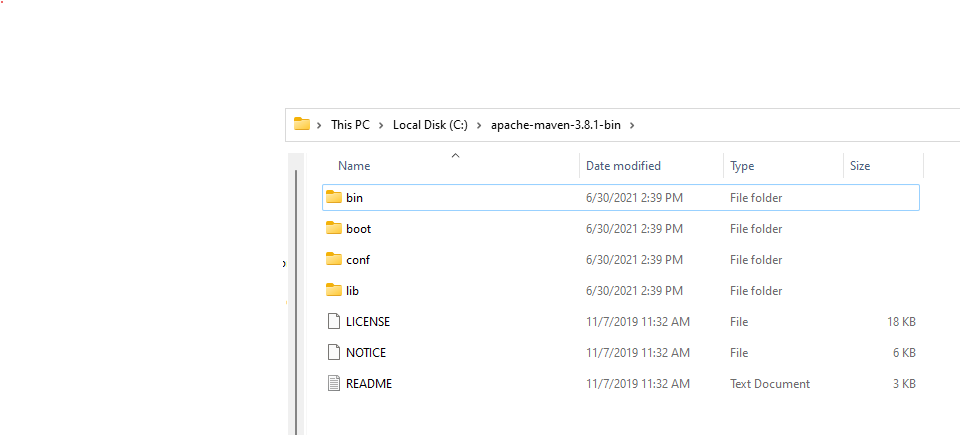 This PC > Local Disk (C:) > apache-maven-3.8.1-bin >
Name Date modified Type Size
bin 6/30/2021 2:39 PM File folder
boot 6/30/2021 2:39 PM File folder
conf 6/30/2021 2:39 PM File folder
lib 6/30/2021 2:39 PM File folder
LICENSE 11/7/2019 11:32 AM File 18 KB
NOTICE 11/7/2019 11:32 AM File 6 KB
README 11/7/2019 11:32 AM Text Document 3 KB